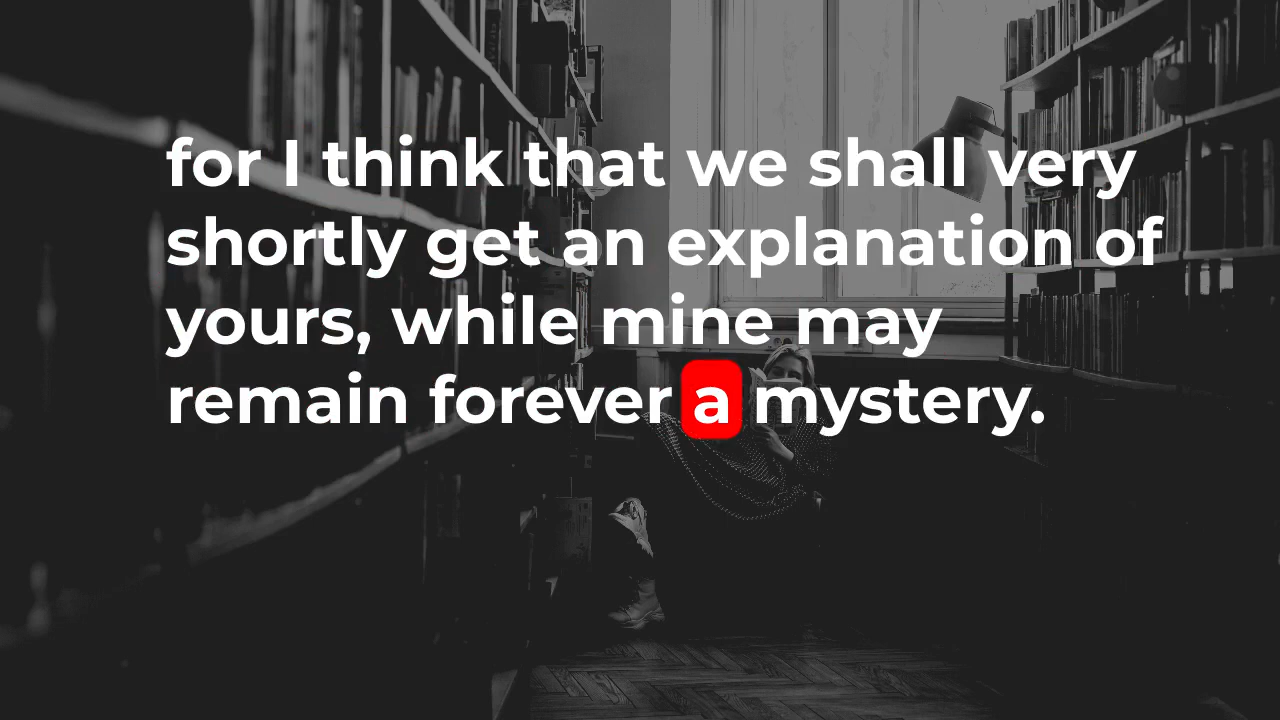 for I think that we shall very
shortly get an explanation of
yours, while mine may
remain forever a mystery.